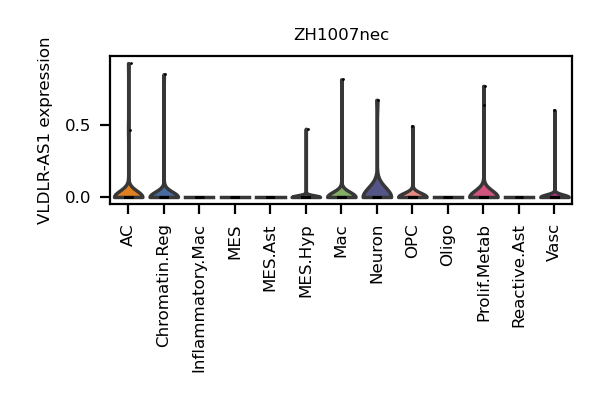 ZH1007nec
VLDLR-AS1 expression
0.5
0.0
AC
Chromatin.Reg
Inflammatory.Mac
MES
MES.Ast
MES.Hyp
Mac
Neuron
OPC
Oligo
Prolif.Metab
Reactive.Ast
Vasc